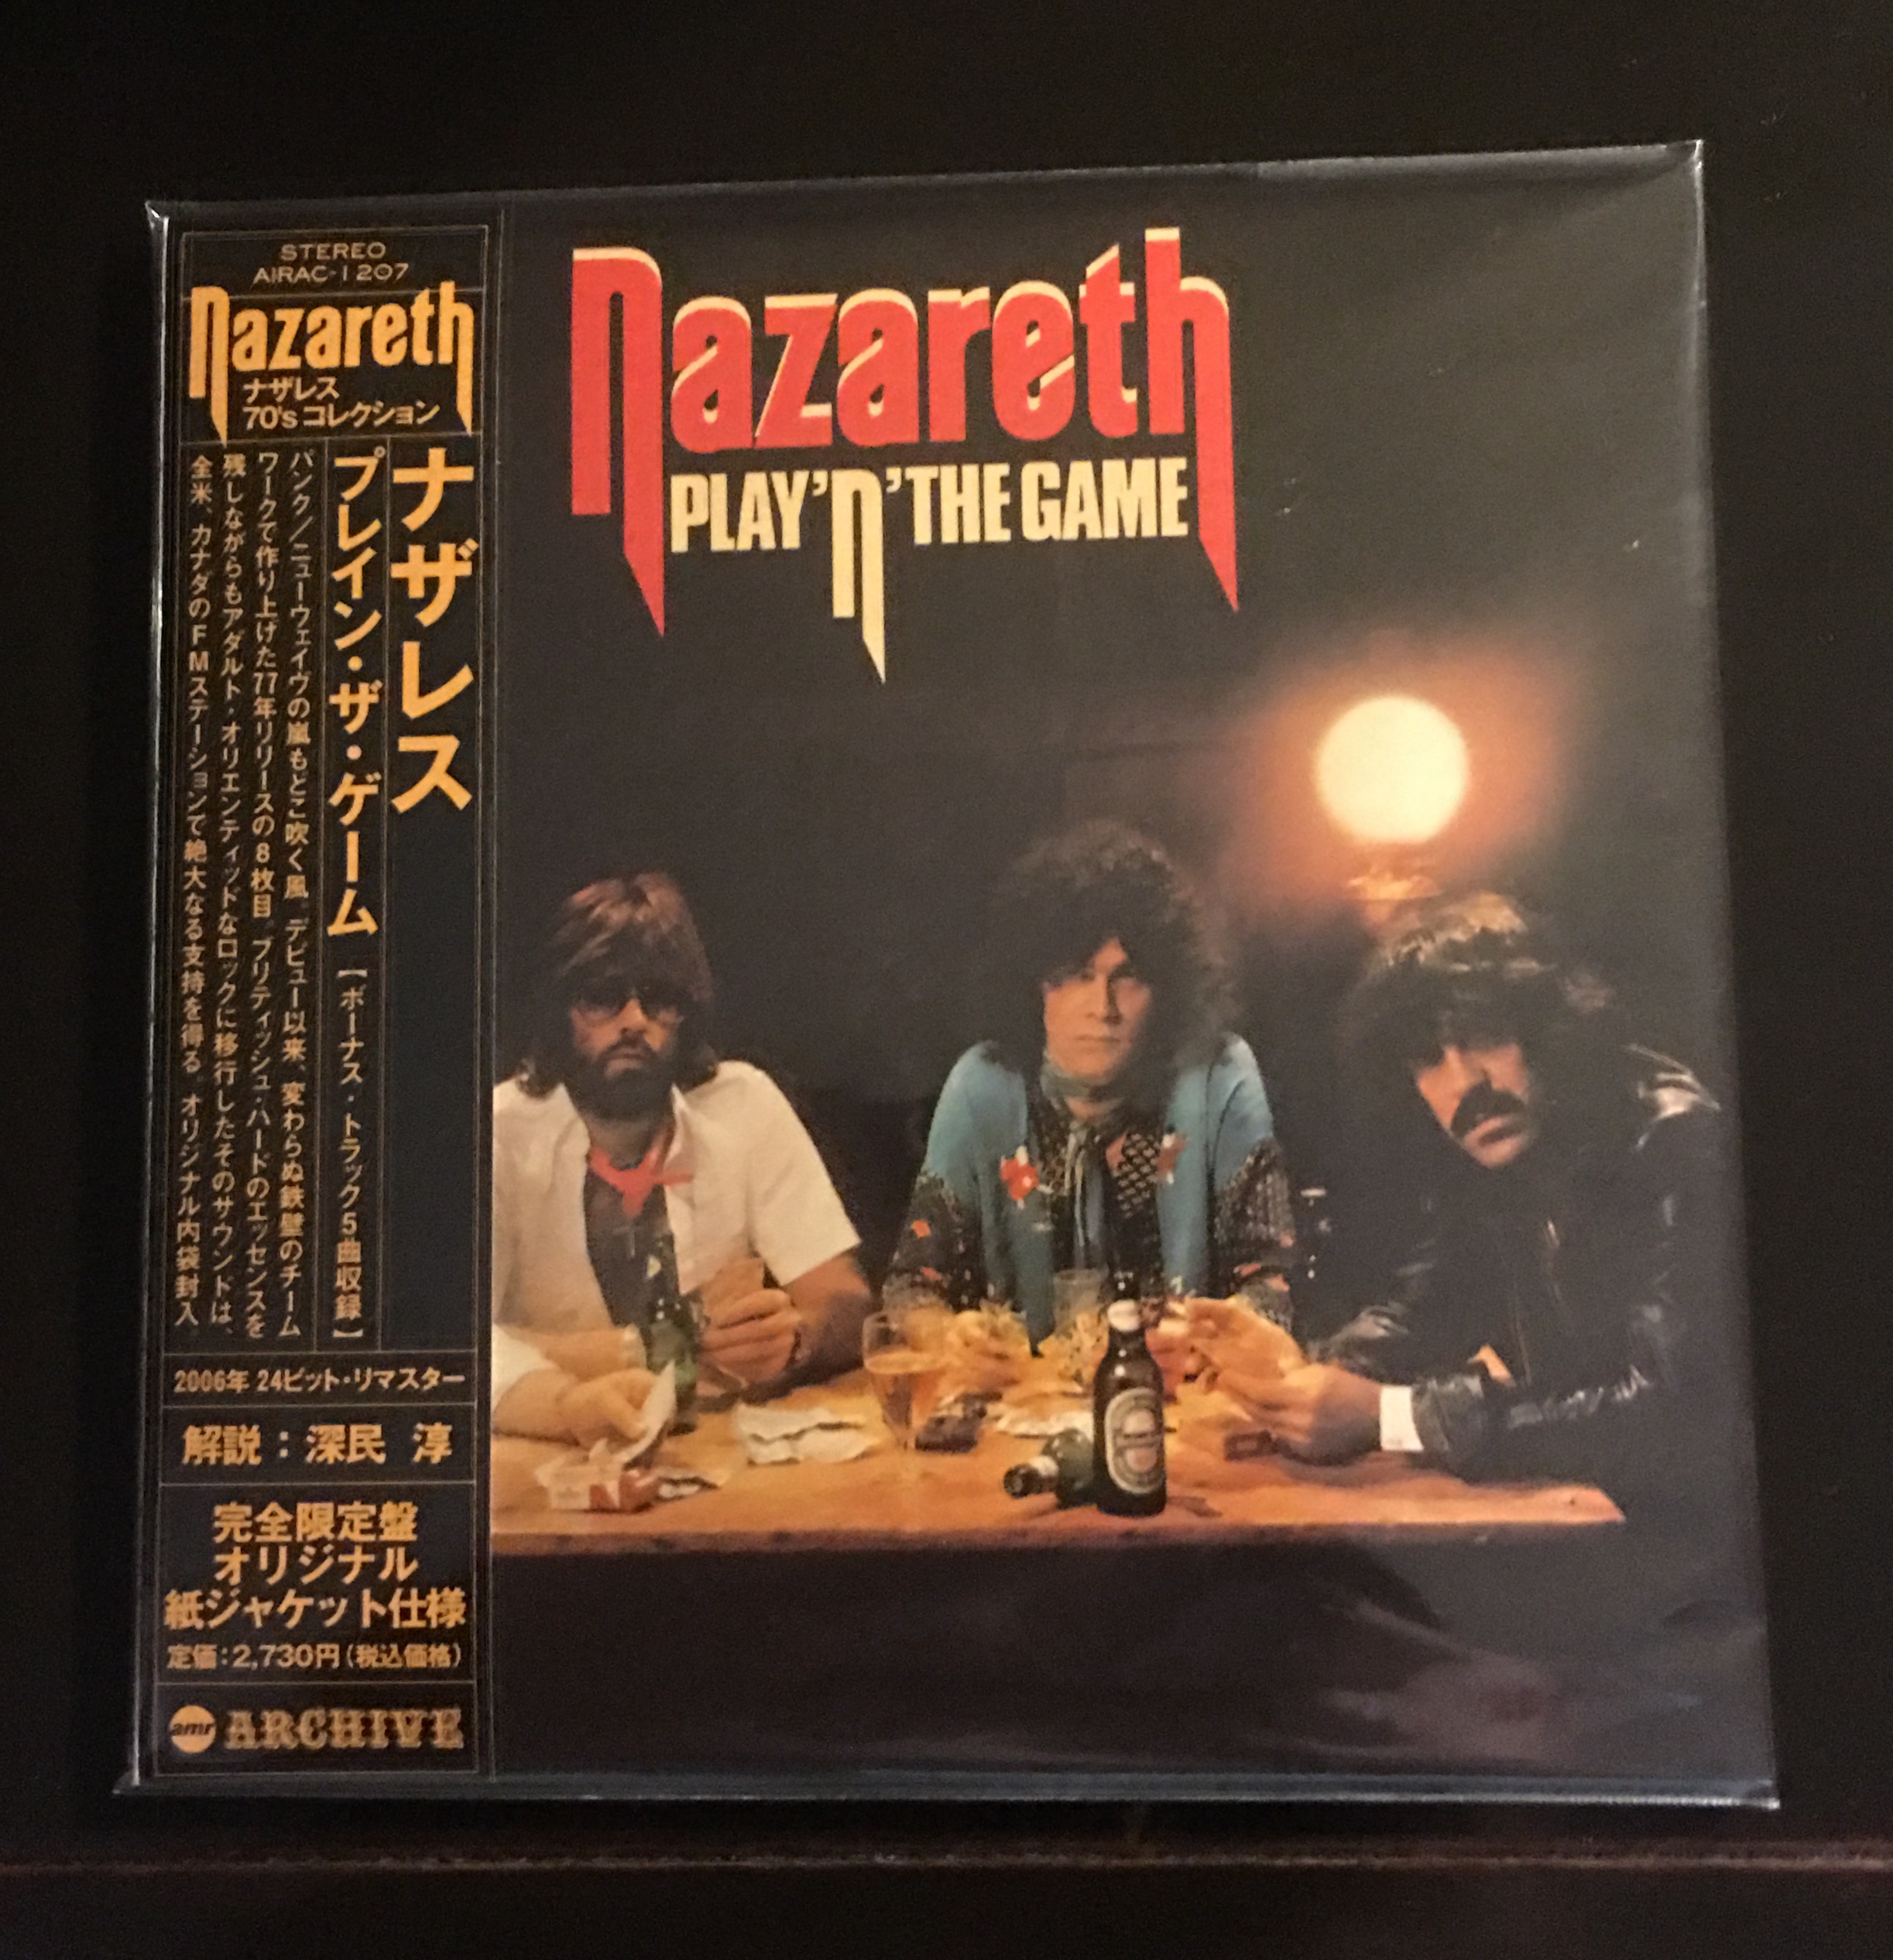 STEREO
AIRAC-1207
nazareth
ナザレス
70'sコレクション
ナザレス
プレイン・ザ・ゲーム［ボーナス・トラック5曲収録］
パンク／ニューウェイヴの嵐もどこ吹く風。デビュー以来、変わらぬ鉄壁のチーム
ワークで作り上げた77年リリースの8枚目。ブリティッシュ・ハードのエッセンスを
残しながらもアダルト・オリエンティッドなロックに移行したそのサウンドは、
全米、カナダのFMステーションで絶大なる支持を得る。オリジナル内袋封入。
2006年 24ビット・リマスター
解説：深民 淳
完全限定盤
オリジナル
紙ジャケット仕様
定価：2,730円（税込価格）
amr ARCHIVE
nazareth
PLAY'n'THE GAME